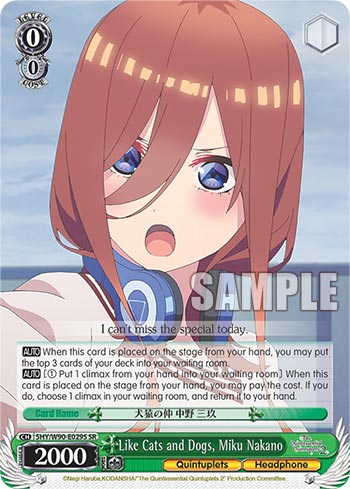 LEVEL
0
0
COST
SAMPLE
I can't miss the special today.
AUTO When this card is placed on the stage from your hand, you may put
the top 3 cards of your deck into your waiting room.
AUTO [① Put 1 climax from your hand into your waiting room] When this
card is placed on the stage from your hand, you may pay the cost. If you
do, choose 1 climax in your waiting room, and return it to your hand.
Card Name
犬猿の仲 中野 三玖
CH
5HY/W90-E029S SR
Like Cats and Dogs, Miku Nakano
2000
Quintuplets
Headphone
©Negi Haruba,KODANSHA/“The Quintessential Quintuplets 2” Production Committee.